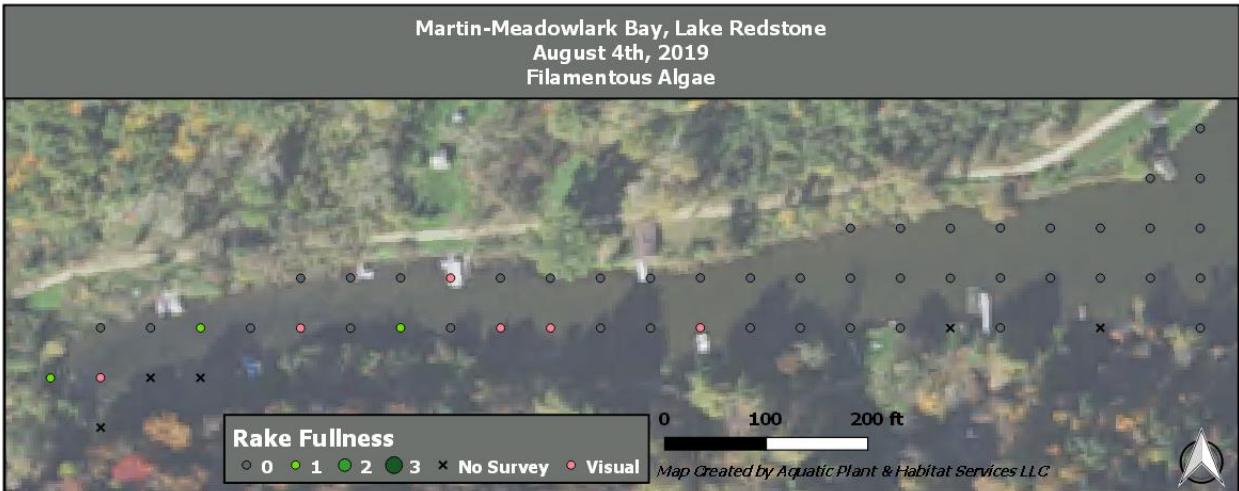 Martin-Meadowlark Bay, Lake Redstone
August 4th, 2019
Filamentous Algae
Rake Fullness
0 1 2 3 × No Survey Visual
0 100 200 ft
Map Created by Aquatic Plant & Habitat Services LLC